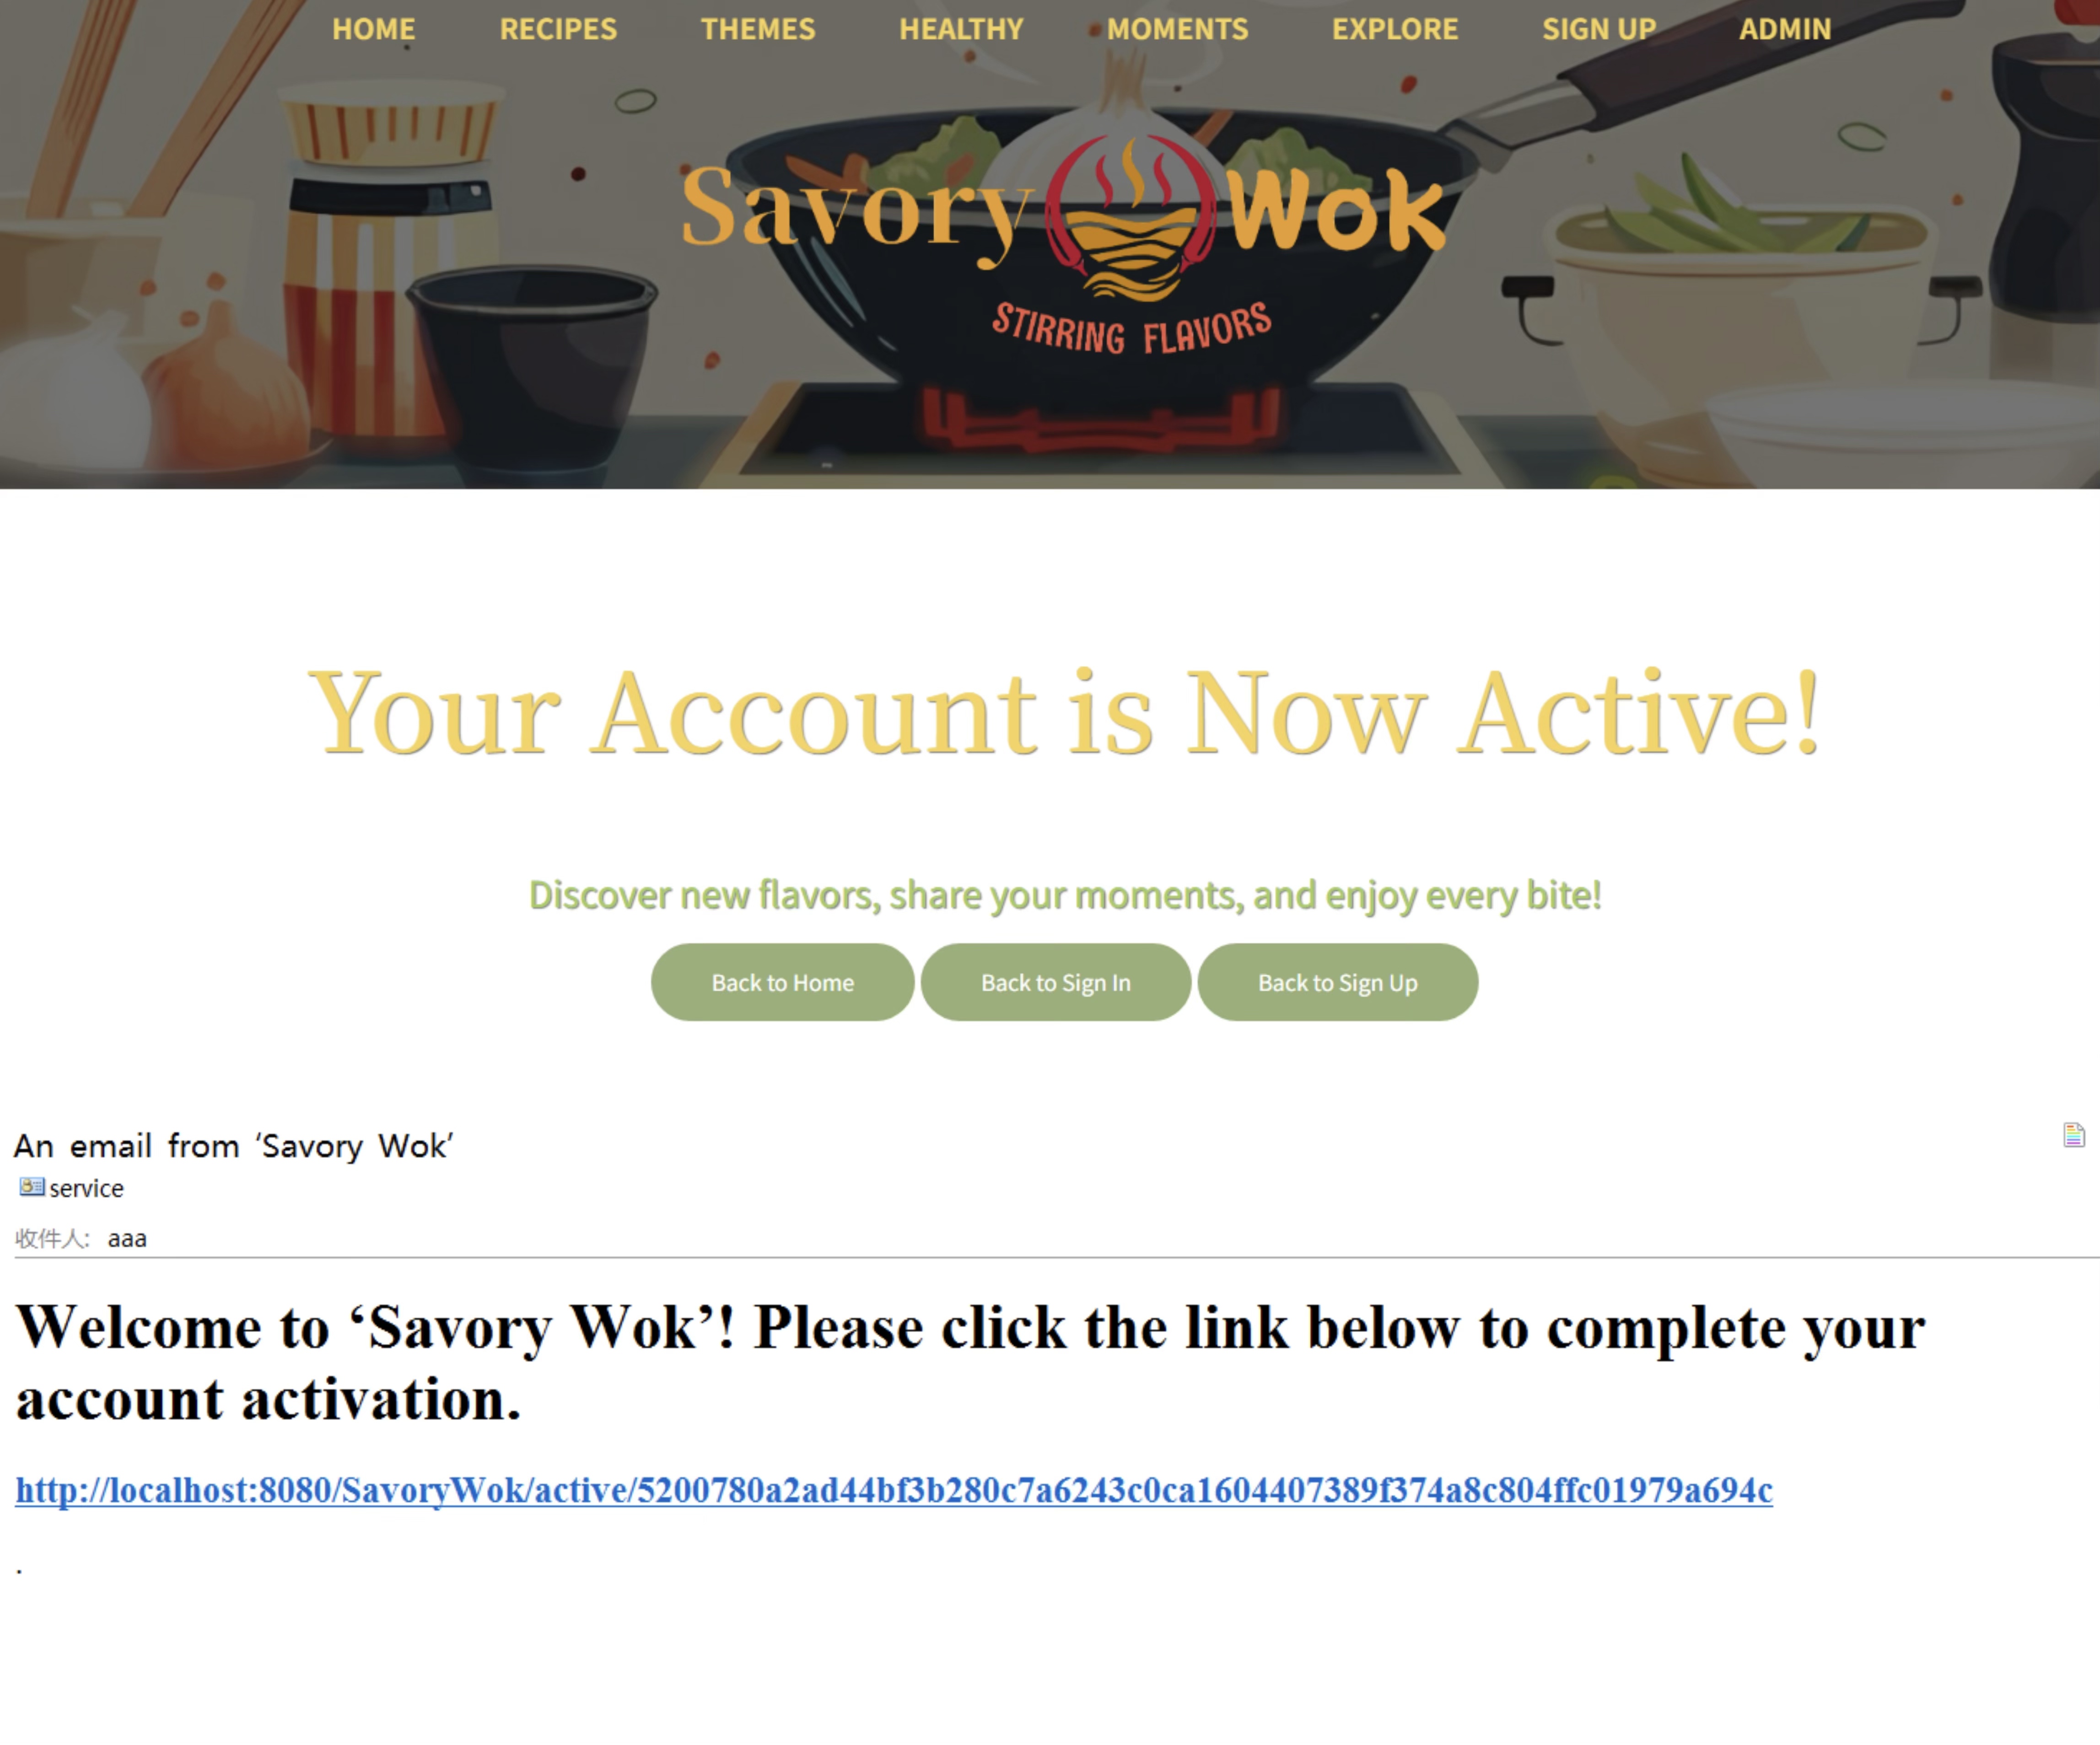 HOME RECIPES THEMES HEALTHY MOMENTS EXPLORE SIGN UP ADMIN
Savory Wok
STIRRING FLAVORS
Your Account is Now Active!
Discover new flavors, share your moments, and enjoy every bite!
Back to Home Back to Sign In Back to Sign Up
An email from ‘Savory Wok’
service
收件人: aaa
Welcome to ‘Savory Wok’! Please click the link below to complete your
account activation.
http://localhost:8080/SavoryWok/active/5200780a2ad44bf3b280c7a6243c0ca1604407389f374a8c804ffc01979a694c
.